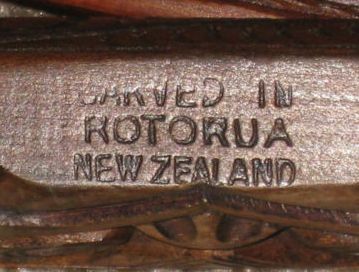 CARVED IN
ROTORUA
NEW ZEALAND